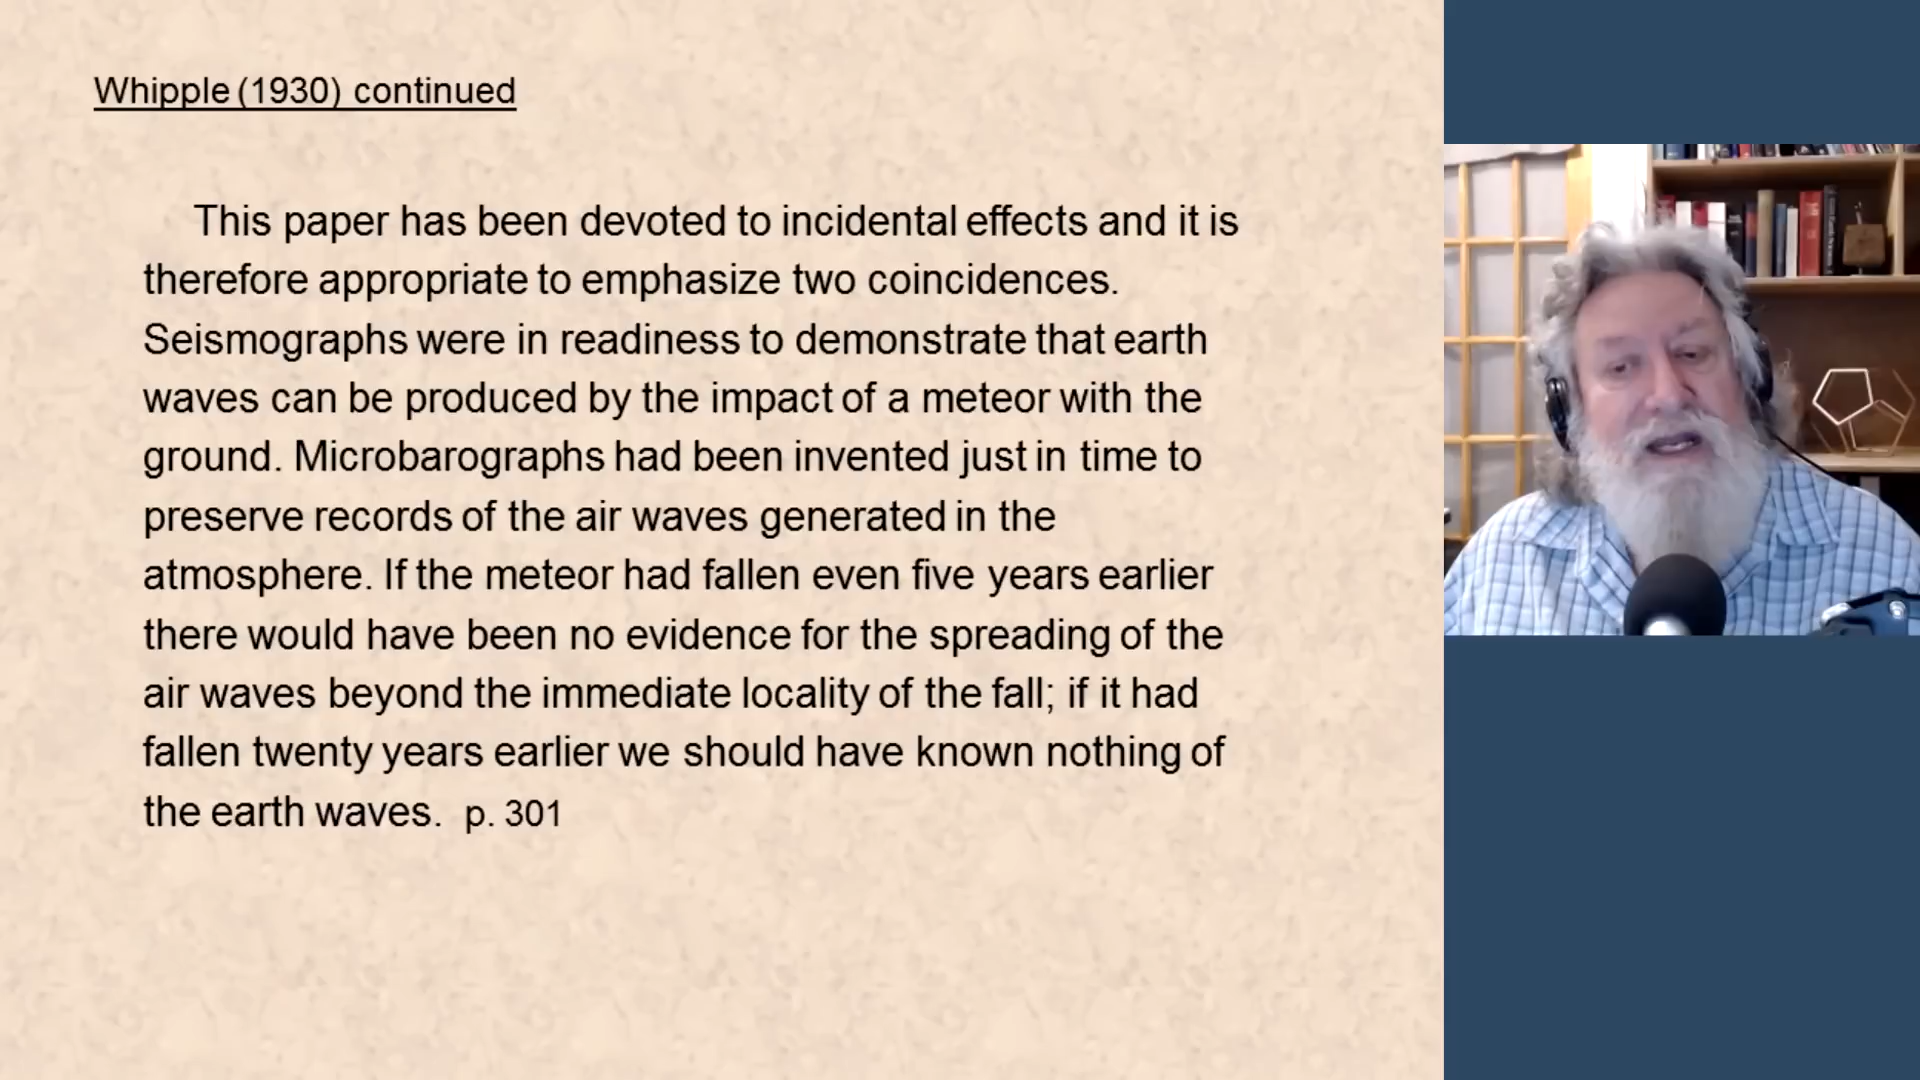 Whipple (1930) continued
This paper has been devoted to incidental effects and it is
therefore appropriate to emphasize two coincidences.
Seismographs were in readiness to demonstrate that earth
waves can be produced by the impact of a meteor with the
ground. Microbarographs had been invented just in time to
preserve records of the air waves generated in the
atmosphere. If the meteor had fallen even five years earlier
there would have been no evidence for the spreading of the
air waves beyond the immediate locality of the fall; if it had
fallen twenty years earlier we should have known nothing of
the earth waves. p. 301